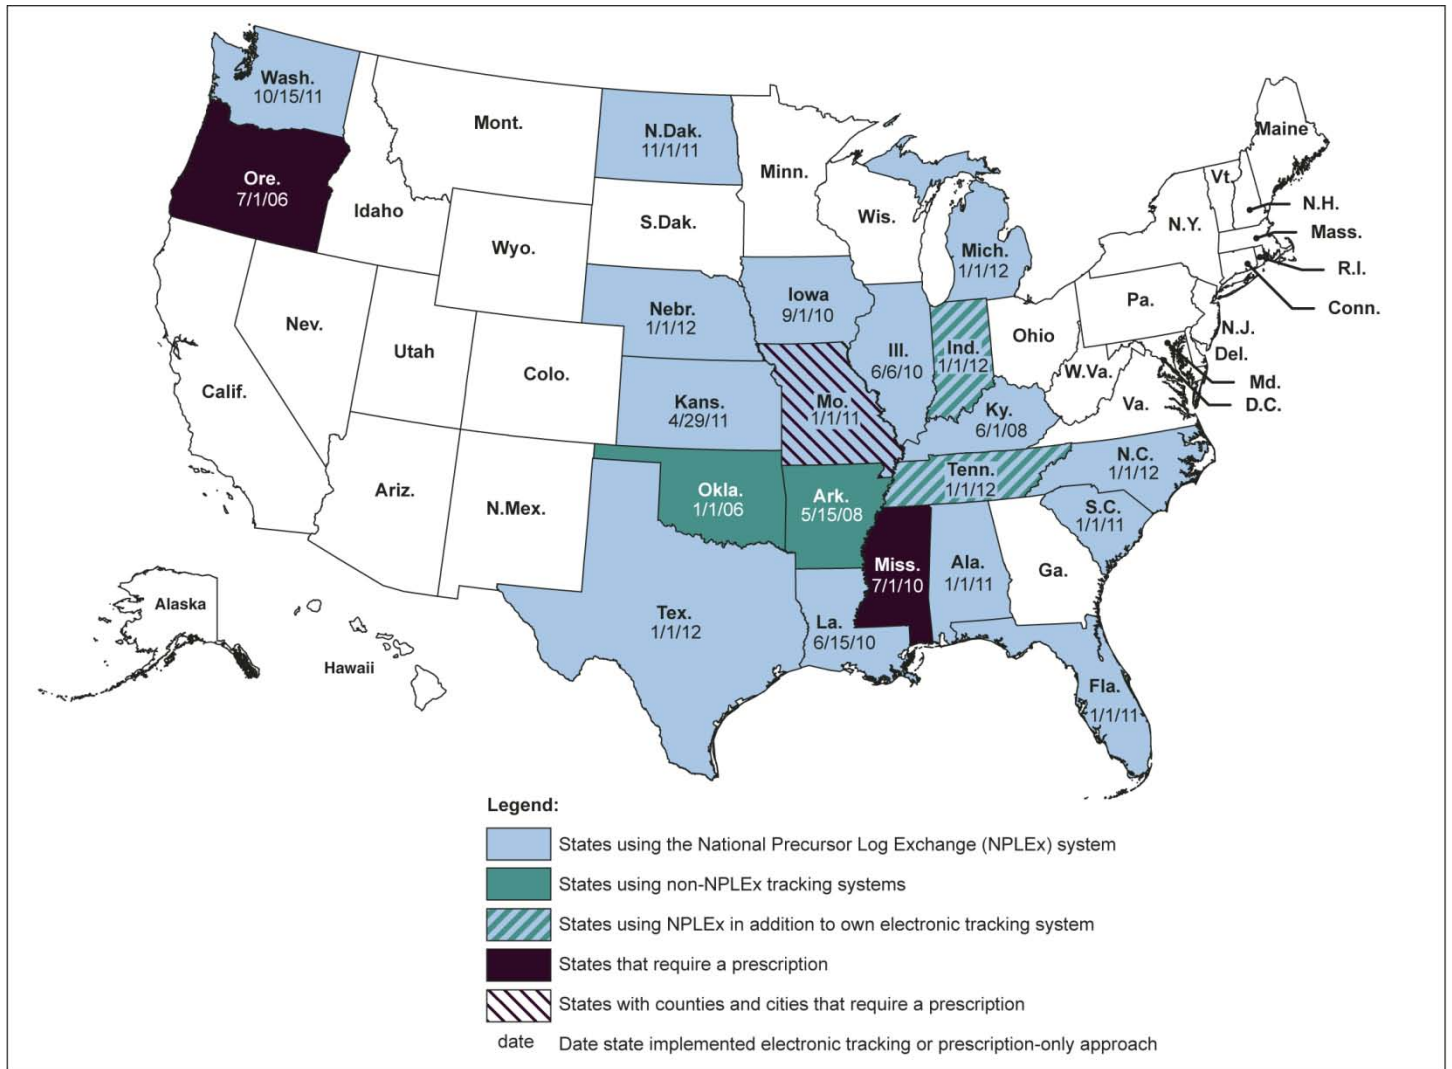 Wash.
10/15/11
Ore.
7/1/06
Mont.
Idaho
Wyo.
Nev.
Utah
Calif.
Colo.
Ariz.
N.Mex.
N.Dak.
11/1/11
S.Dak.
Nebr.
1/1/12
Kans.
4/29/11
Okla.
1/1/06
Tex.
1/1/12
Minn.
Iowa
9/1/10
Mo.
1/1/11
Ark.
5/15/08
La.
6/15/10
Wis.
Ill.
6/6/10
Mich.
1/1/12
Ind.
1/1/12
Ohio
Ky.
6/1/08
Tenn.
1/1/12
Miss.
7/1/10
Ala.
1/1/11
Ga.
Fla.
1/1/11
S.C.
1/1/11
N.C.
1/1/12
Va.
W.Va.
Pa.
N.Y.
Vt.
Maine
N.H.
Mass.
R.I.
Conn.
N.J.
Del.
Md.
D.C.
Alaska
Hawaii
Legend:
States using the National Precursor Log Exchange (NPLEx) system
States using non-NPLEx tracking systems
States using NPLEx in addition to own electronic tracking system
States that require a prescription
States with counties and cities that require a prescription
date Date state implemented electronic tracking or prescription-only approach